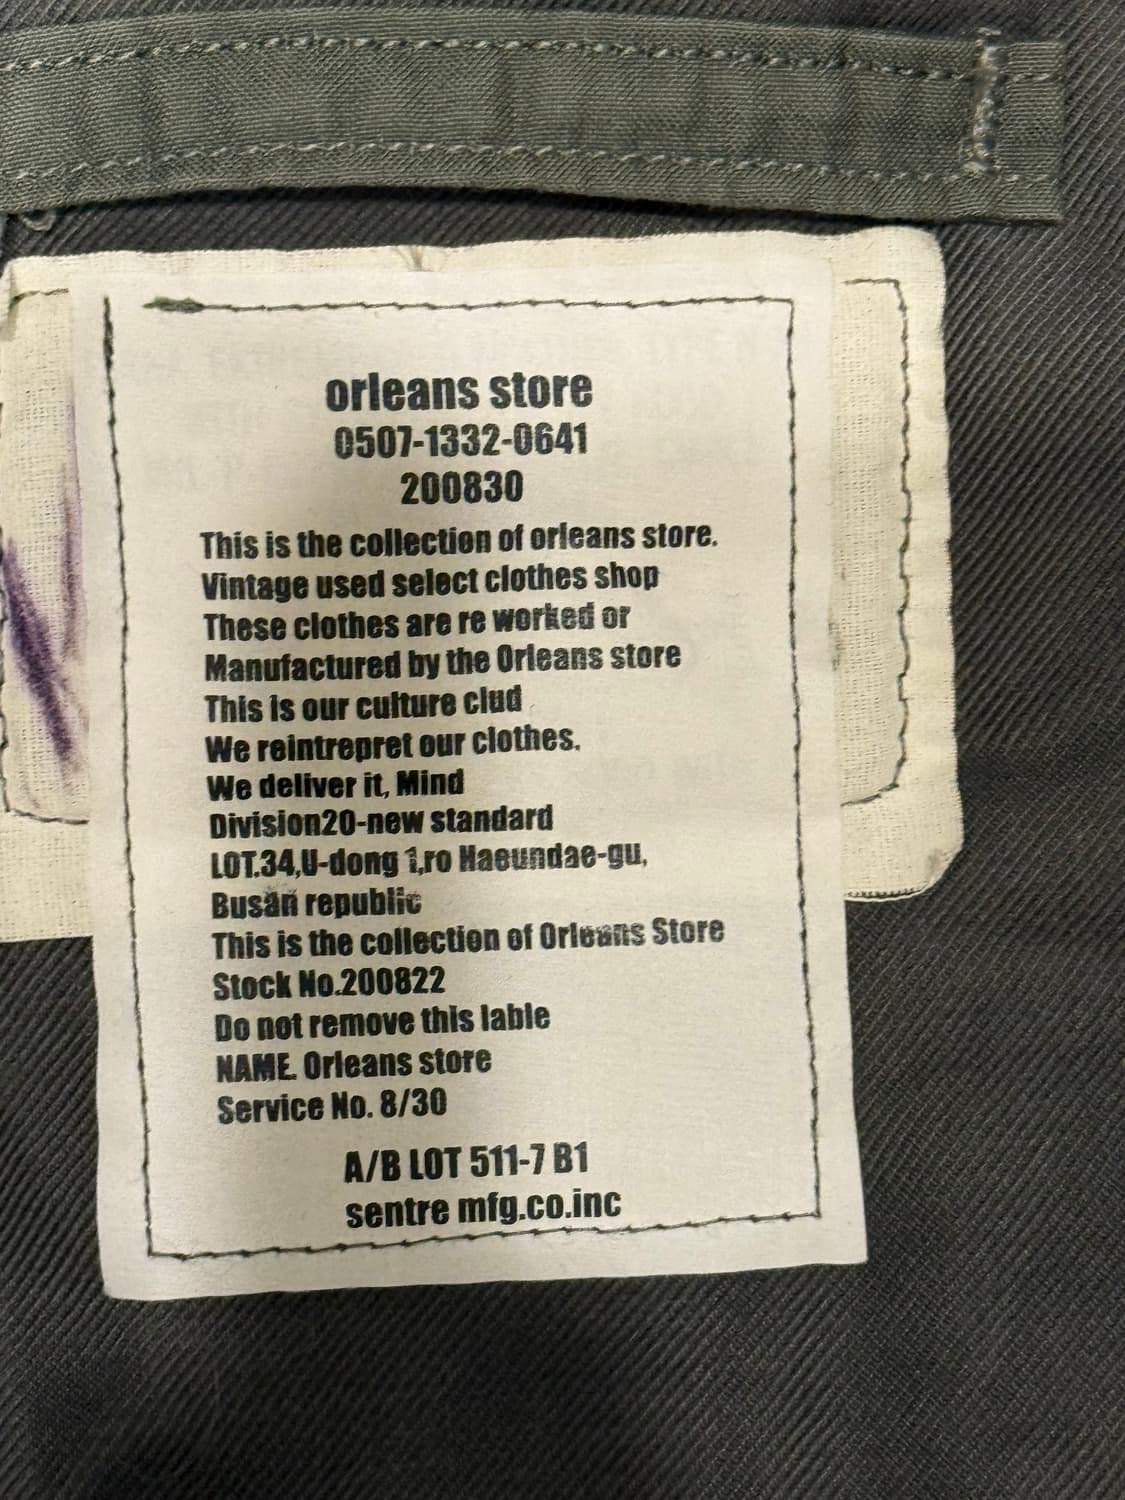 orleans store
0507-1332-0641
200830
This is the collection of orleans store.
Vintage used select clothes shop
These clothes are re worked or
Manufactured by the Orleans store
This is our culture clud
We reintrepret our clothes.
We deliver it, Mind
Division20-new standard
LOT.34,U-dong 1,ro Haeundae-gu,
Busan republic
This is the collection of Orleans Store
Stock No.200822
Do not remove this lable
NAME. Orleans store
Service No. 8/30
A/B LOT 511-7 B1
sentre mfg.co.inc